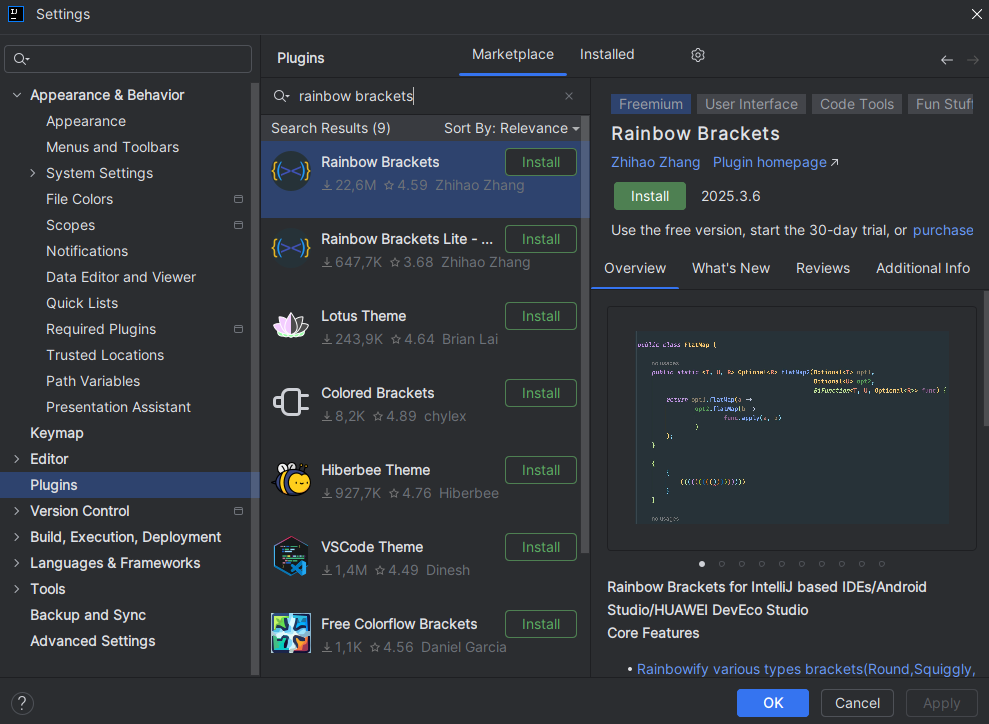 Settings
Appearance & Behavior
Appearance
Menus and Toolbars
System Settings
File Colors
Scopes
Notifications
Data Editor and Viewer
Quick Lists
Required Plugins
Trusted Locations
Path Variables
Presentation Assistant
Keymap
Editor
Plugins
Version Control
Build, Execution, Deployment
Languages & Frameworks
Tools
Backup and Sync
Advanced Settings
Plugins
Marketplace
Installed
rainbow brackets
Search Results (9)
Sort By: Relevance
Rainbow Brackets
Install
22,6M 4.59 Zhihao Zhang
Rainbow Brackets Lite - ...
Install
647,7K 3.68 Zhihao Zhang
Lotus Theme
Install
243,9K 4.64 Brian Lai
Colored Brackets
Install
8,2K 4.89 chylex
Hiberbee Theme
Install
927,7K 4.76 Hiberbee
VSCode Theme
Install
1,4M 4.49 Dinesh
Free Colorflow Brackets
Install
1,1K 4.56 Daniel Garcia
Freemium User Interface Code Tools Fun Stuff
Rainbow Brackets
Zhihao Zhang Plugin homepage
Install 2025.3.6
Use the free version, start the 30-day trial, or purchase
Overview What's New Reviews Additional Info
public class FlatMap {
no usages
public static <T, U, R> Optional<R> flatMap2(Optional<T> opt1,
Optional<U> opt2,
BiFunction<T, U, Optional<R>> func) {
return opt1.flatMap(a ->
opt2.flatMap(b ->
)
);
}
{
}
no usages
Rainbow Brackets for IntelliJ based IDEs/Android
Studio/HUAWEI DevEco Studio
Core Features
• Rainbowify various types brackets(Round,Squiggly,
?
OK
Cancel
Apply